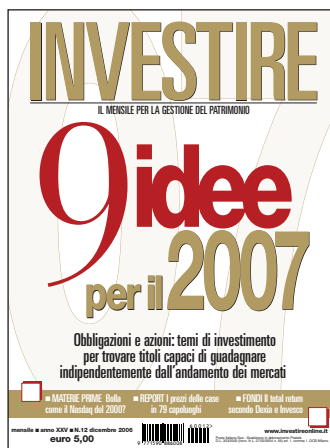 INVESTIRE
IL MENSILE PER LA GESTIONE DEL PATRIMONIO
9 idee
per il 2007
Obbligazioni e azioni: temi di investimento
per trovare titoli capaci di guadagnare
indipendentemente dall'andamento dei mercati
■ MATERIE PRIME Bella
come il Nasdaq del 2000?
■ REPORT I prezzi delle case
in 79 capoluoghi
■ FONDI Il total return
secondo Dexia e Invesco
mensile ■ anno XXV ■ N.12 dicembre 2006
euro 5,00
60012>
www.investireonline.it